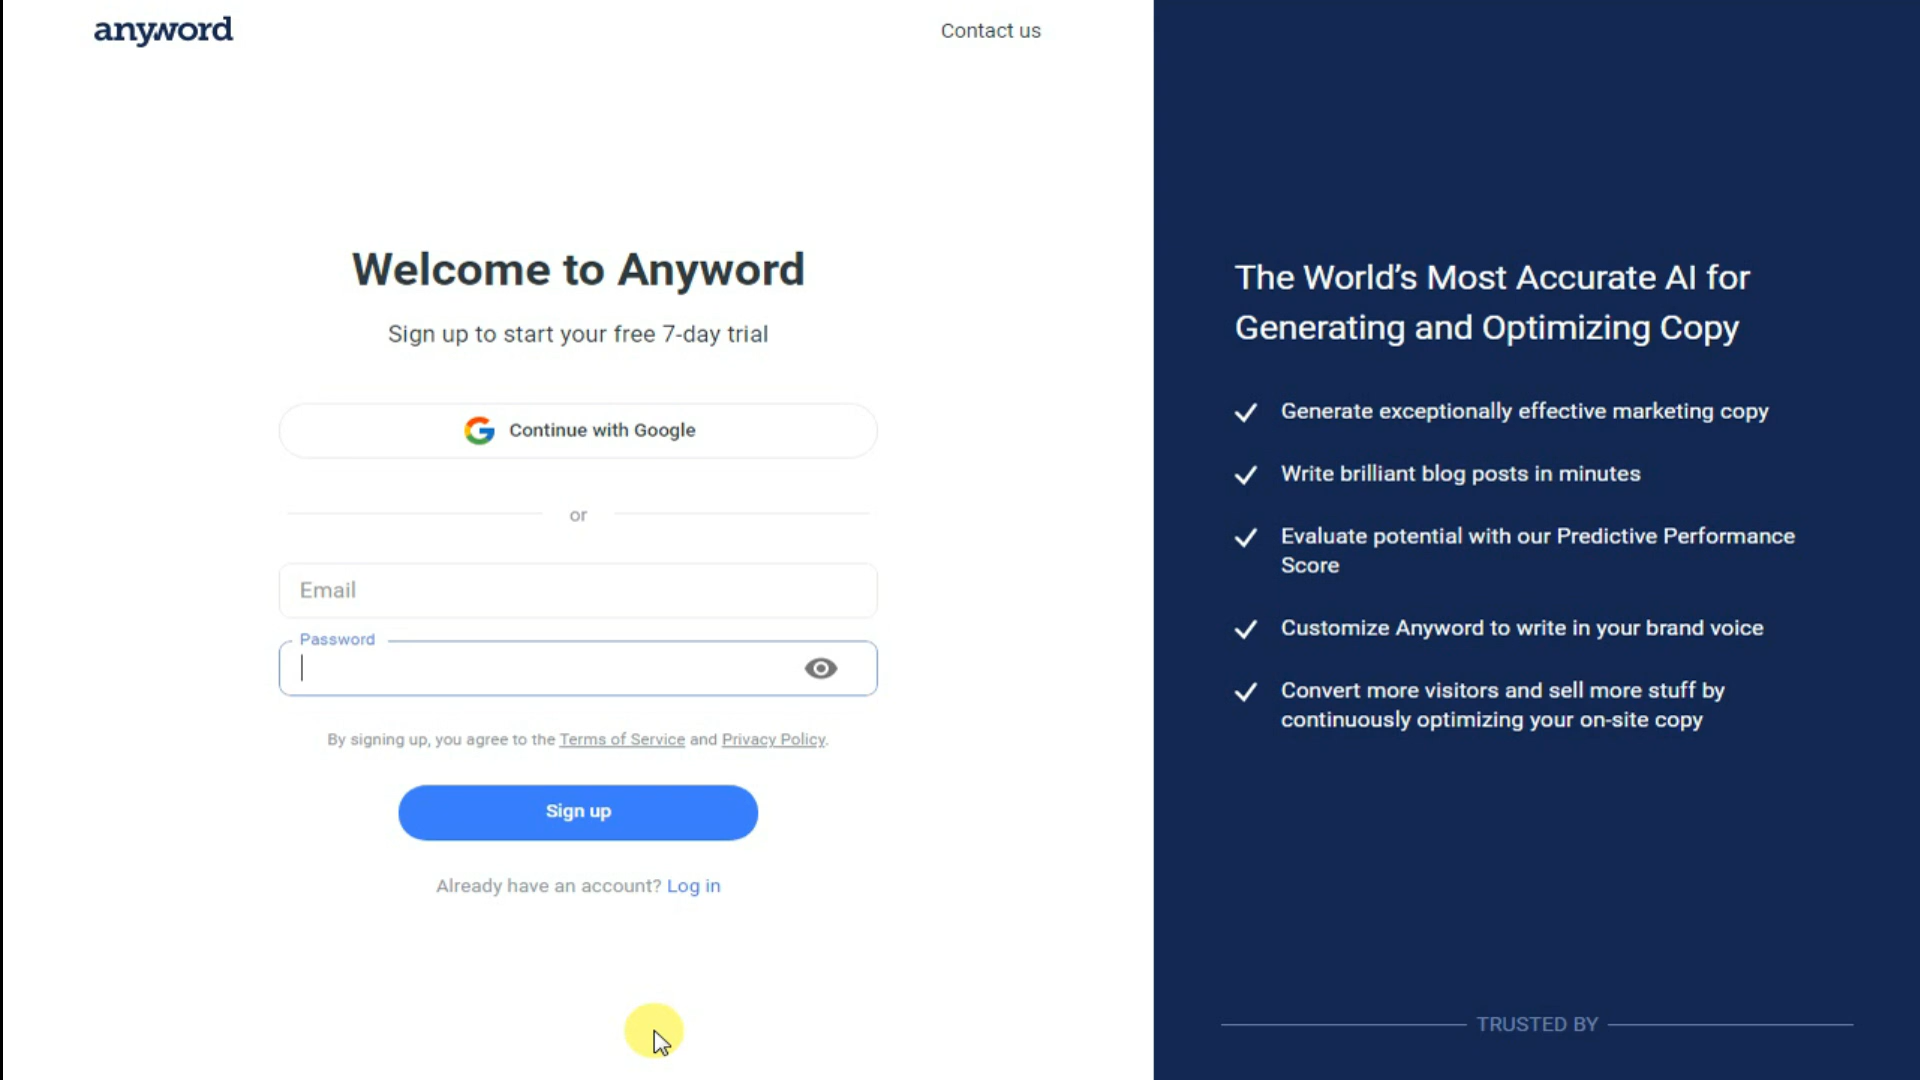 anyword
Contact us
Welcome to Anyword
Sign up to start your free 7-day trial
Continue with Google
or
Email
Password
By signing up, you agree to the Terms of Service and Privacy Policy.
Sign up
Already have an account? Log in
The World’s Most Accurate AI for
Generating and Optimizing Copy
Generate exceptionally effective marketing copy
Write brilliant blog posts in minutes
Evaluate potential with our Predictive Performance
Score
Customize Anyword to write in your brand voice
Convert more visitors and sell more stuff by
continuously optimizing your on-site copy
TRUSTED BY